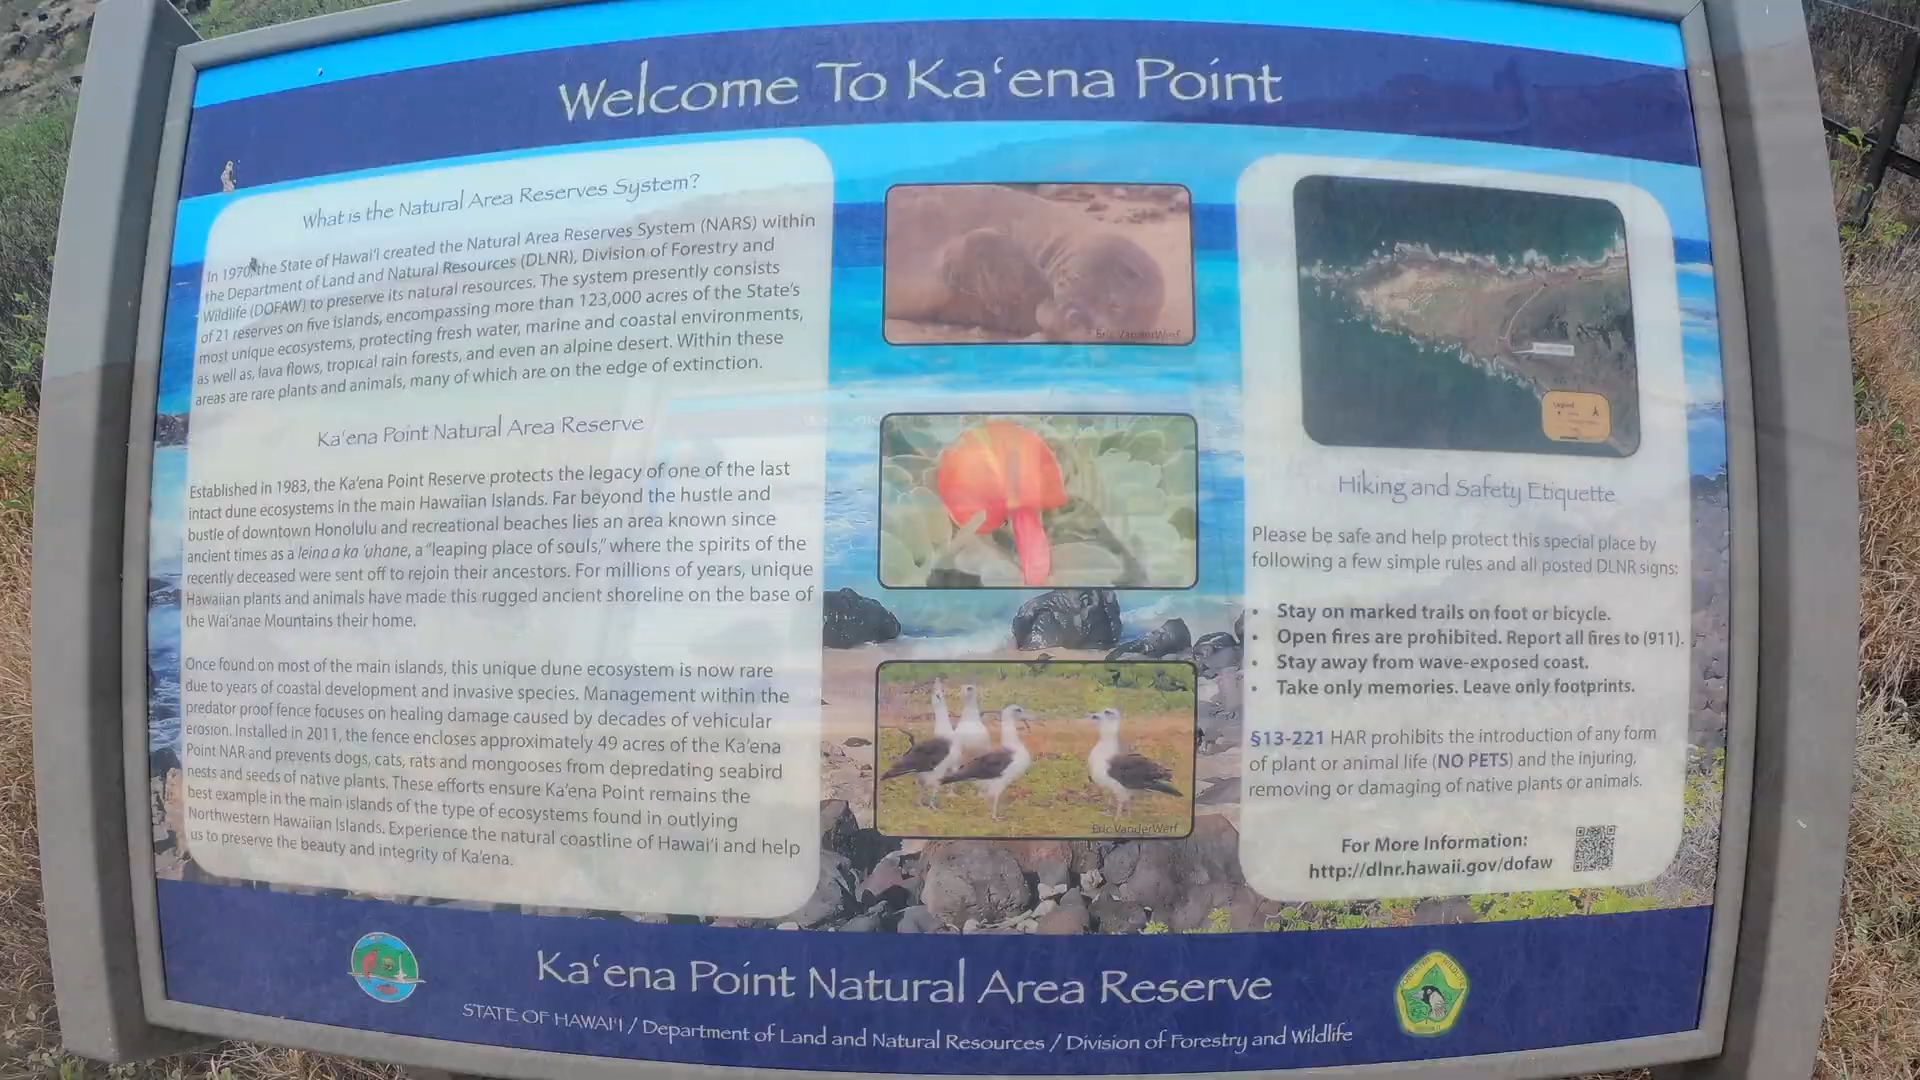 Welcome To Ka‘ena Point
What is the Natural Area Reserves System?
In 1970, the State of Hawai‘i created the Natural Area Reserves System (NARS) within
the Department of Land and Natural Resources (DLNR), Division of Forestry and
Wildlife (DOFAW) to preserve its natural resources. The system presently consists
of 21 reserves on five islands, encompassing more than 123,000 acres of the State's
most unique ecosystems, protecting fresh water, marine and coastal environments,
as well as, lava flows, tropical rain forests, and even an alpine desert. Within these
areas are rare plants and animals, many of which are on the edge of extinction.
Ka‘ena Point Natural Area Reserve
Established in 1983, the Ka‘ena Point Reserve protects the legacy of one of the last
intact dune ecosystems in the main Hawaiian Islands. Far beyond the hustle and
bustle of downtown Honolulu and recreational beaches lies an area known since
ancient times as a leina a ka ‘uhane, a “leaping place of souls,” where the spirits of the
recently deceased were sent off to rejoin their ancestors. For millions of years, unique
Hawaiian plants and animals have made this rugged ancient shoreline on the base of
the Wai‘anae Mountains their home.
Once found on most of the main islands, this unique dune ecosystem is now rare
due to years of coastal development and invasive species. Management within the
predator proof fence focuses on healing damage caused by decades of vehicular
erosion. Installed in 2011, the fence encloses approximately 49 acres of the Ka‘ena
Point NAR and prevents dogs, cats, rats and mongooses from depredating seabird
nests and seeds of native plants. These efforts ensure Ka‘ena Point remains the
best example in the main islands of the type of ecosystems found in outlying
Northwestern Hawaiian Islands. Experience the natural coastline of Hawai‘i and help
us to preserve the beauty and integrity of Ka‘ena.
Eric VanderWerf
Eric VanderWerf
Legend
Hiking and Safety Etiquette
Please be safe and help protect this special place by
following a few simple rules and all posted DLNR signs:
• Stay on marked trails on foot or bicycle.
• Open fires are prohibited. Report all fires to (911).
• Stay away from wave-exposed coast.
• Take only memories. Leave only footprints.
§13-221 HAR prohibits the introduction of any form
of plant or animal life (NO PETS) and the injuring,
removing or damaging of native plants or animals.
For More Information:
http://dlnr.hawaii.gov/dofaw
Ka‘ena Point Natural Area Reserve
STATE OF HAWAI‘I / Department of Land and Natural Resources / Division of Forestry and Wildlife